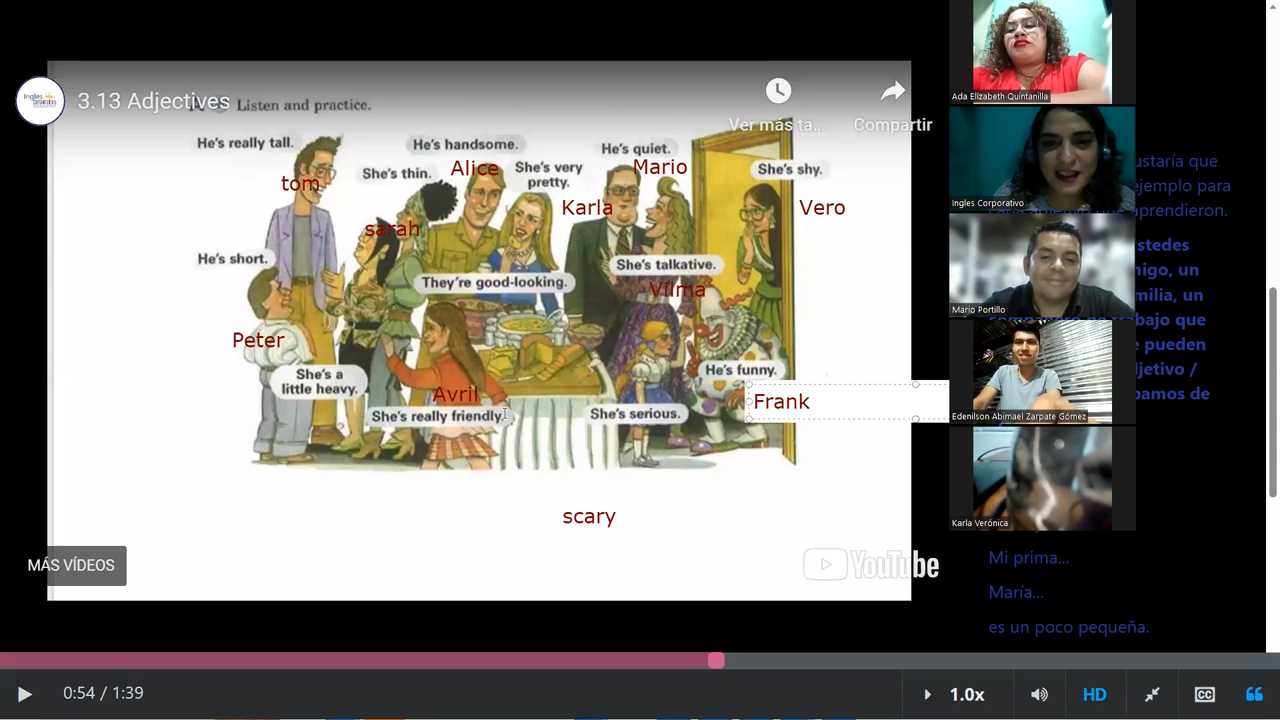 3.13 Adjectives
Listen and practice.
Ver más ta...
Compartir
He's really tall.
He's handsome.
He's quiet.
She's thin.
Alice
She's very
pretty.
Mario
She's shy.
tom
Karla
Vero
sarah
He's short.
She's talkative.
They're good-looking.
Vilma
Peter
She's a
little heavy.
He's funny.
Avril
Frank
She's really friendly.
She's serious.
scary
MÁS VÍDEOS
YouTube
Ada Elizabeth Quintanilla
Ingles Corporativo
Mario Portillo
Edenilson Abimael Zarpate Gómez
Karla Verónica
ustaría que
ejemplo para
aprendieron.
stedes
migo, un
milia, un
bajo que
e pueden
djetivo /
bamos de
Mi prima...
María...
es un poco pequeña.
0:54 / 1:39
1.0x
HD
CC